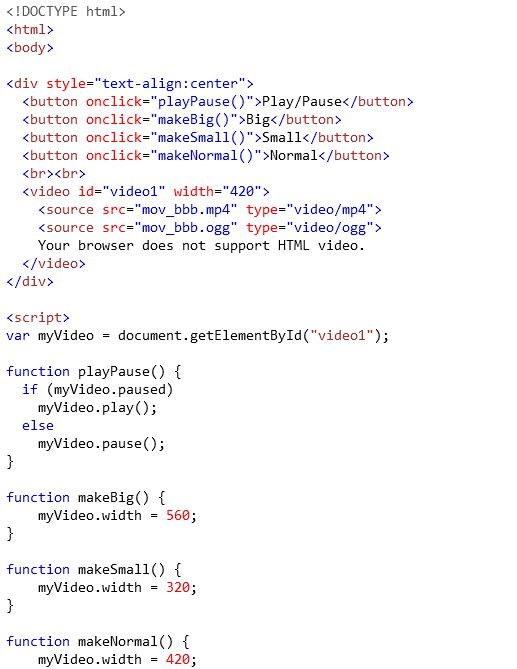 <!DOCTYPE html>
<html>
<body>

<div style="text-align:center">
  <button onclick="playPause()">Play/Pause</button>
  <button onclick="makeBig()">Big</button>
  <button onclick="makeSmall()">Small</button>
  <button onclick="makeNormal()">Normal</button>
  <br><br>
  <video id="video1" width="420">
    <source src="mov_bbb.mp4" type="video/mp4">
    <source src="mov_bbb.ogg" type="video/ogg">
    Your browser does not support HTML video.
  </video>
</div>

<script>
var myVideo = document.getElementById("video1");

function playPause() {
  if (myVideo.paused)
    myVideo.play();
  else
    myVideo.pause();
}

function makeBig() {
    myVideo.width = 560;
}

function makeSmall() {
    myVideo.width = 320;
}

function makeNormal() {
    myVideo.width = 420;